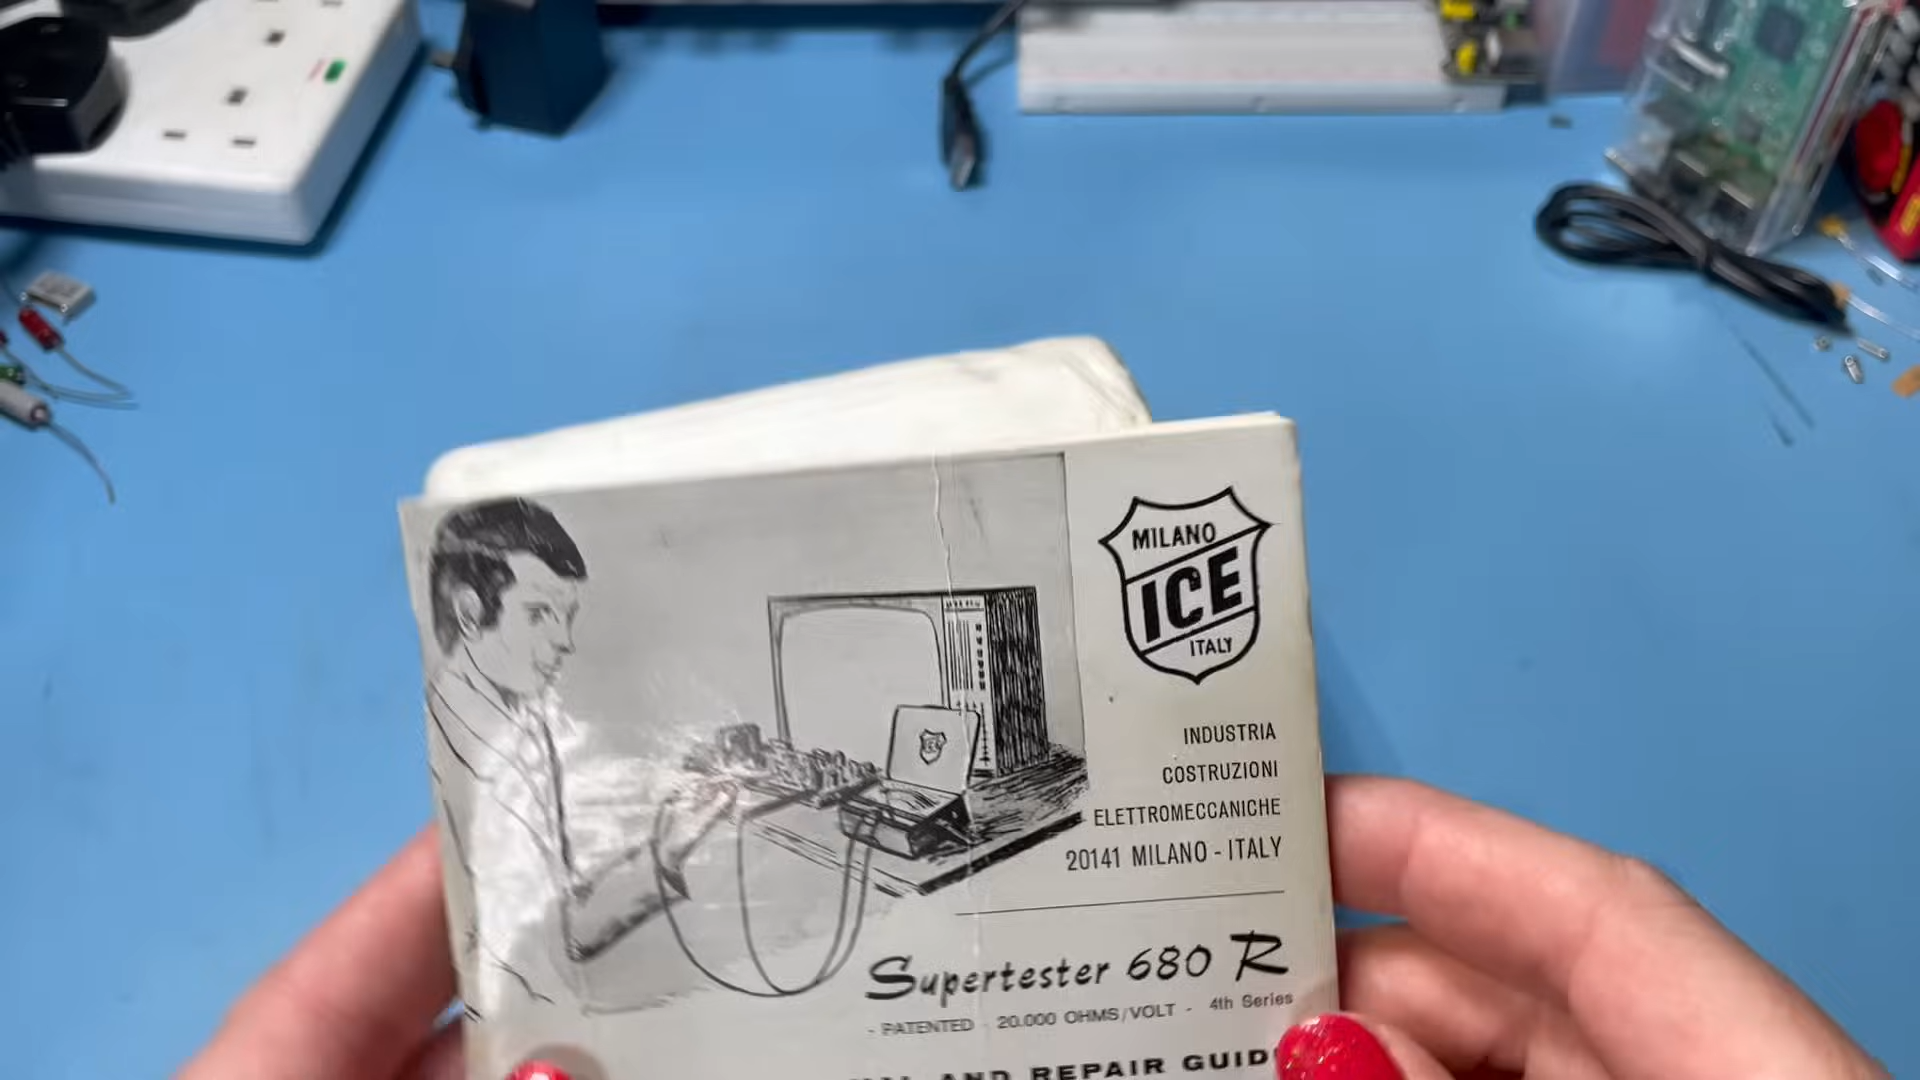 MILANO
ICE
ITALY
INDUSTRIA
COSTRUZIONI
ELETTROMECCANICHE
20141 MILANO - ITALY
Supertester 680 R
- PATENTED - 20.000 OHMS/VOLT - 4th Series
AND REPAIR GUID